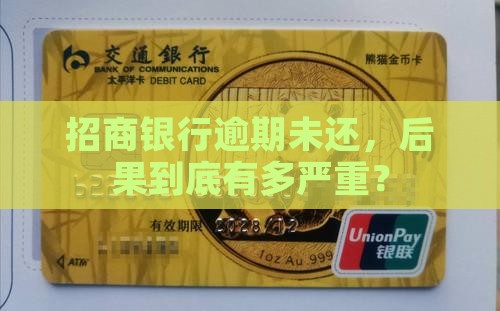 交通銀行
BANK OF COMMUNICATIONS
太平洋卡 DEBIT CARD
熊猫金币卡
招商银行逾期未还，后
果到底有多严重？
有效期限 2028/12
1oz Au .999
ATM
UnionPay
银联